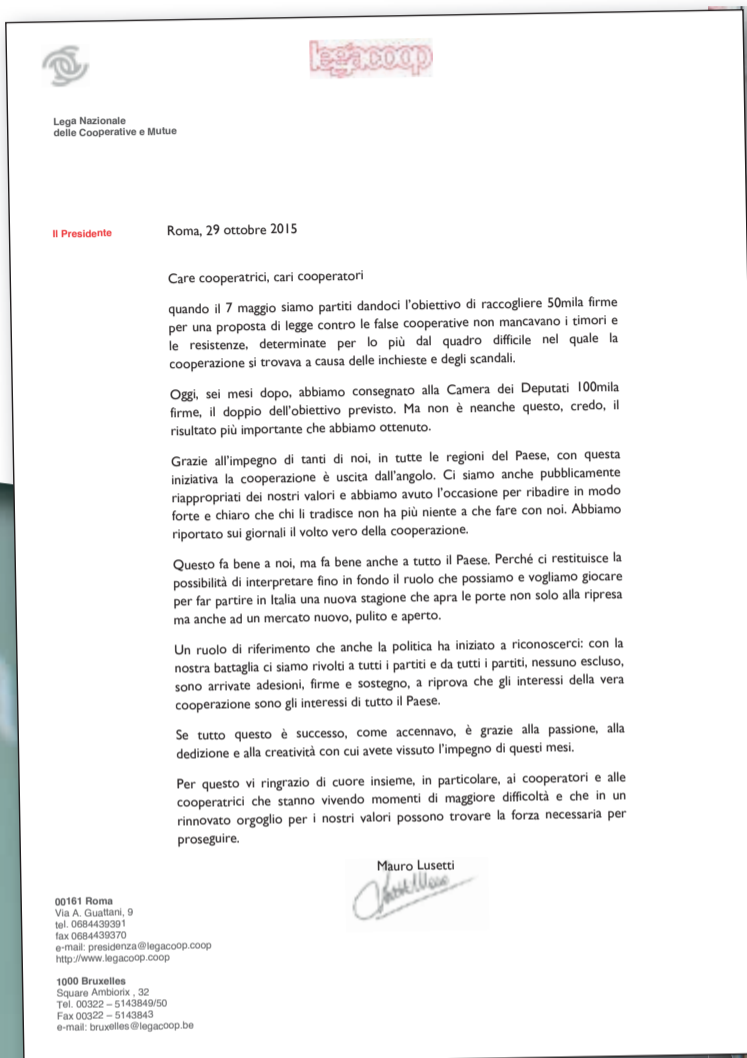 legacoop
Lega Nazionale
delle Cooperative e Mutue
Il Presidente
Roma, 29 ottobre 2015
Care cooperatrici, cari cooperatori
quando il 7 maggio siamo partiti dandoci l'obiettivo di raccogliere 50mila firme
per una proposta di legge contro le false cooperative non mancavano i timori e
le resistenze, determinate per lo più dal quadro difficile nel quale la
cooperazione si trovava a causa delle inchieste e degli scandali.
Oggi, sei mesi dopo, abbiamo consegnato alla Camera dei Deputati 100mila
firme, il doppio dell'obiettivo previsto. Ma non è neanche questo, credo, il
risultato più importante che abbiamo ottenuto.
Grazie all'impegno di tanti di noi, in tutte le regioni del Paese, con questa
iniziativa la cooperazione è uscita dall'angolo. Ci siamo anche pubblicamente
riappropriati dei nostri valori e abbiamo avuto l'occasione per ribadire in modo
forte e chiaro che chi li tradisce non ha più niente a che fare con noi. Abbiamo
riportato sui giornali il volto vero della cooperazione.
Questo fa bene a noi, ma fa bene anche a tutto il Paese. Perché ci restituisce la
possibilità di interpretare fino in fondo il ruolo che possiamo e vogliamo giocare
per far partire in Italia una nuova stagione che apra le porte non solo alla ripresa
ma anche ad un mercato nuovo, pulito e aperto.
Un ruolo di riferimento che anche la politica ha iniziato a riconoscerci: con la
nostra battaglia ci siamo rivolti a tutti i partiti e da tutti i partiti, nessuno escluso,
sono arrivate adesioni, firme e sostegno, a riprova che gli interessi della vera
cooperazione sono gli interessi di tutto il Paese.
Se tutto questo è successo, come accennavo, è grazie alla passione, alla
dedizione e alla creatività con cui avete vissuto l'impegno di questi mesi.
Per questo vi ringrazio di cuore insieme, in particolare, ai cooperatori e alle
cooperatrici che stanno vivendo momenti di maggiore difficoltà e che in un
rinnovato orgoglio per i nostri valori possono trovare la forza necessaria per
proseguire.
Mauro Lusetti
00161 Roma
Via A. Guattani, 9
tel. 0684439391
fax 0684439370
e-mail: presidenza@legacoop.coop
http://www.legacoop.coop
1000 Bruxelles
Square Ambiorix , 32
Tel. 00322 – 5143849/50
Fax 00322 – 5143843
e-mail: bruxelles@legacoop.be